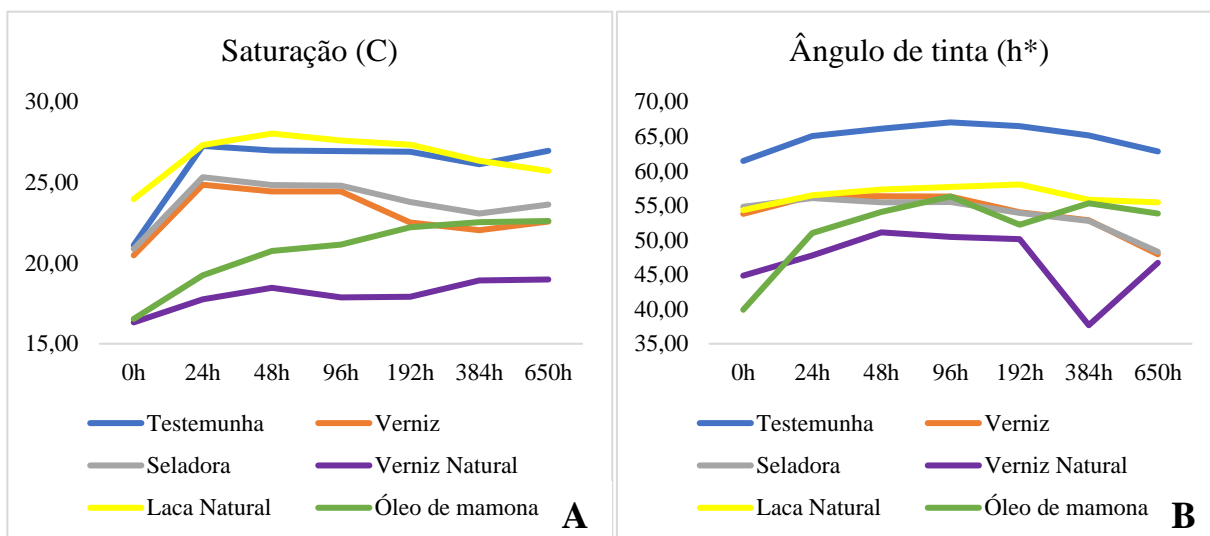 Saturação (C)
30,00
25,00
20,00
15,00
0h 24h 48h 96h 192h 384h 650h
Testemunha Verniz
Seladora Verniz Natural
Laca Natural Óleo de mamona
A
Ângulo de tinta (h*)
70,00
65,00
60,00
55,00
50,00
45,00
40,00
35,00
0h 24h 48h 96h 192h 384h 650h
Testemunha Verniz
Seladora Verniz Natural
Laca Natural Óleo de mamona
B